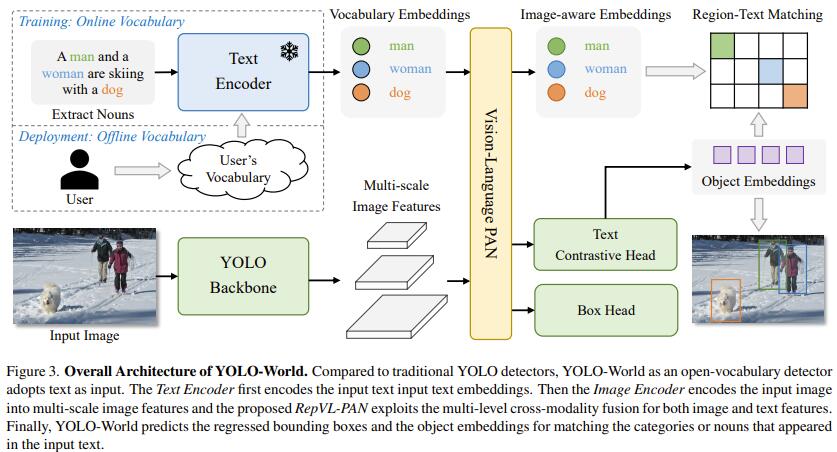 Training: Online Vocabulary
A man and a
woman are skiing
with a dog
Extract Nouns
Text
Encoder
Vocabulary Embeddings
man
woman
dog
Image-aware Embeddings
man
woman
dog
Region-Text Matching
Deployment: Offline Vocabulary
User
User's
Vocabulary
Multi-scale
Image Features
Vision-Language PAN
Object Embeddings
Text
Contrastive Head
Box Head
YOLO
Backbone
Input Image
Figure 3. Overall Architecture of YOLO-World. Compared to traditional YOLO detectors, YOLO-World as an open-vocabulary detector
adopts text as input. The Text Encoder first encodes the input text input text embeddings. Then the Image Encoder encodes the input image
into multi-scale image features and the proposed RepVL-PAN exploits the multi-level cross-modality fusion for both image and text features.
Finally, YOLO-World predicts the regressed bounding boxes and the object embeddings for matching the categories or nouns that appeared
in the input text.